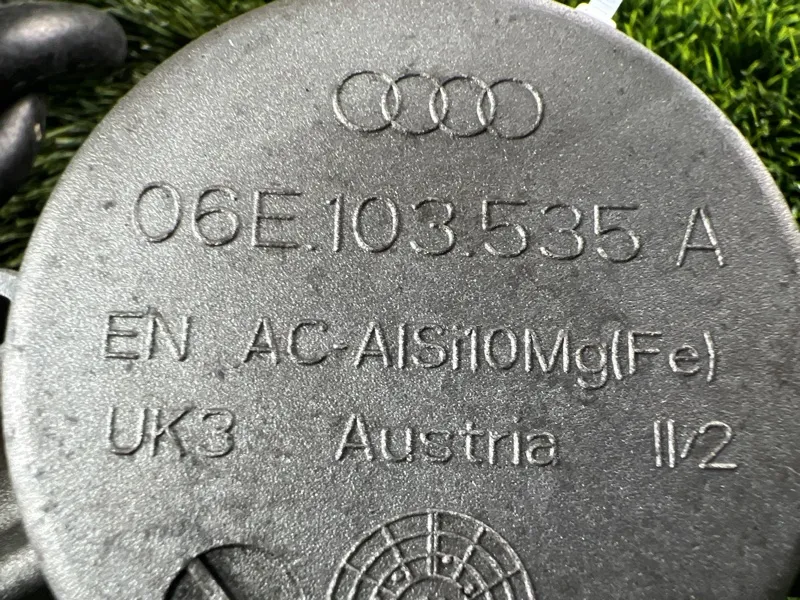 06E.103.535 A
EN AC-AlSi10Mg(Fe)
UK3 Austria II/2